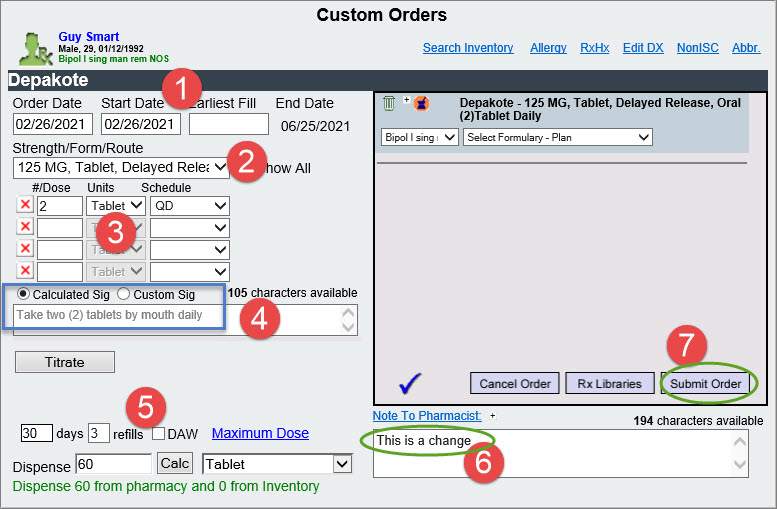 Custom Orders
Guy Smart
Male, 29, 01/12/1992
Bipol I sing man rem NOS
Search Inventory Allergy RxHx Edit DX NonISC Abbr.
Depakote
1
Order Date Start Date Earliest Fill End Date
02/26/2021 02/26/2021 06/25/2021
Strength/Form/Route
125 MG, Tablet, Delayed Relea 2 how All
#/Dose Units Schedule
2 Tablet QD
Tablet
3
Tablet
Tablet
Calculated Sig Custom Sig 105 characters available
Take two (2) tablets by mouth daily
4
Titrate
5
30 days 3 refills DAW Maximum Dose
Dispense 60 Calc Tablet
Dispense 60 from pharmacy and 0 from Inventory
Depakote - 125 MG, Tablet, Delayed Release, Oral
(2)Tablet Daily
Bipol I sing Select Formulary - Plan
7
Cancel Order Rx Libraries Submit Order
Note To Pharmacist: + 194 characters available
This is a change
6